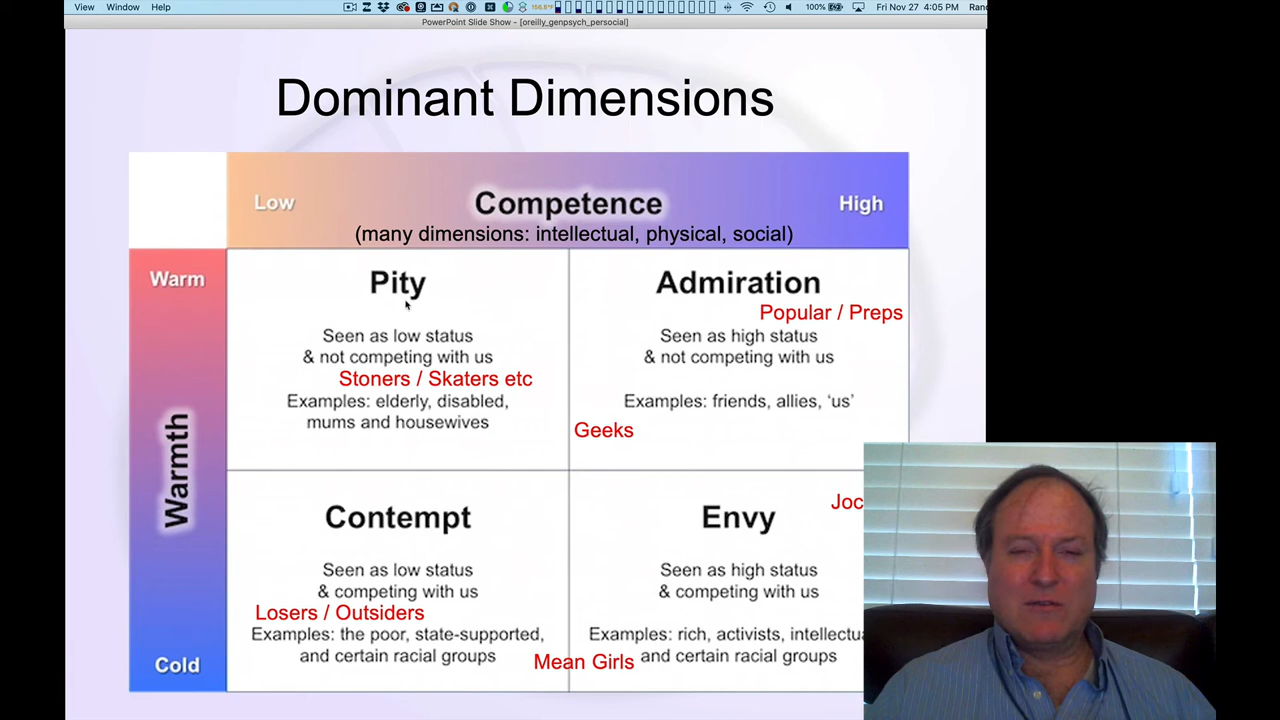 View Window Help
156.8°F
100%
Fri Nov 27 4:05 PM
PowerPoint Slide Show - [oreilly_genpsych_persocial]
Dominant Dimensions
Low
Competence
High
(many dimensions: intellectual, physical, social)
Warm
Warmth
Cold
Pity
Seen as low status
& not competing with us
Stoners / Skaters etc
Examples: elderly, disabled,
mums and housewives
Admiration
Popular / Preps
Seen as high status
& not competing with us
Examples: friends, allies, ‘us’
Geeks
Contempt
Seen as low status
& competing with us
Losers / Outsiders
Examples: the poor, state-supported,
and certain racial groups
Mean Girls
Envy
Seen as high status
& competing with us
Examples: rich, activists,
and certain racial groups